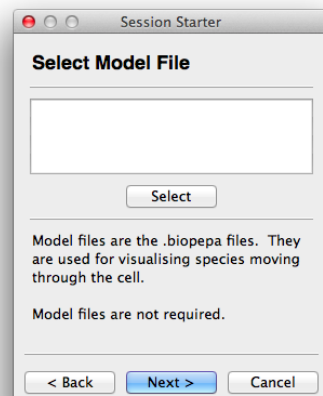 Session Starter
Select Model File
Select
Model files are the .biopepa files. They
are used for visualising species moving
through the cell.
Model files are not required.
< Back Next > Cancel